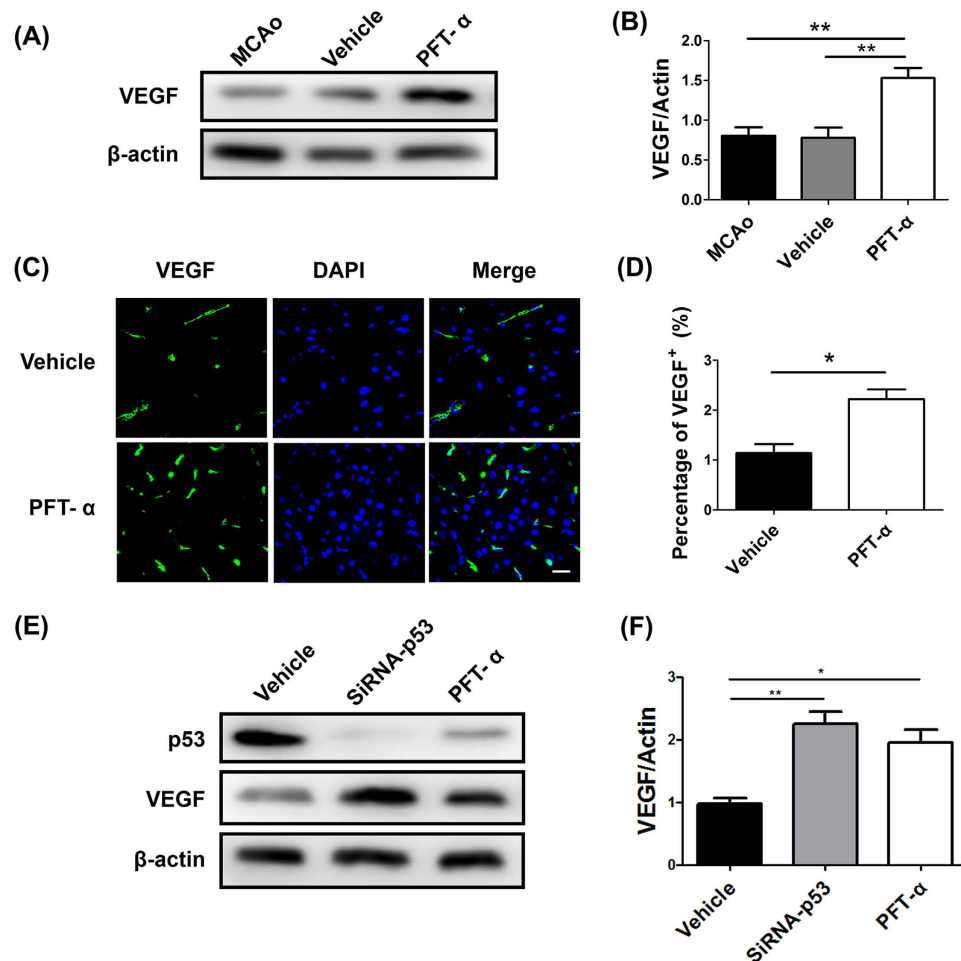 (A)
MCAo Vehicle PFT- α
VEGF
β-actin
(B)
** 
**
VEGF/Actin
2.0
1.5
1.0
0.5
0.0
MCAo Vehicle PFT-α
(C)
VEGF DAPI Merge
Vehicle
PFT- α
(D)
Percentage of VEGF⁺ (%)
3
2
1
0
*
Vehicle PFT-α
(E)
Vehicle SiRNA-p53 PFT- α
p53
VEGF
β-actin
(F)
*
**
VEGF/Actin
3
2
1
0
Vehicle SiRNA-p53 PFT-α